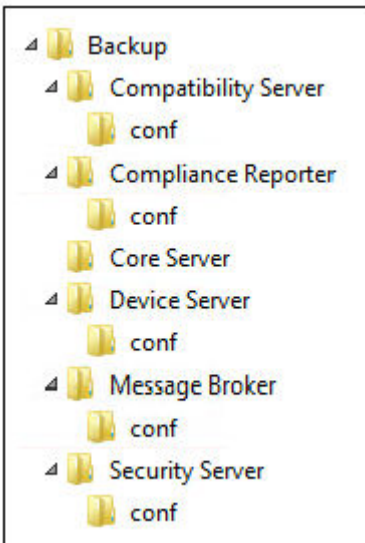 Backup
Compatibility Server
conf
Compliance Reporter
conf
Core Server
Device Server
conf
Message Broker
conf
Security Server
conf